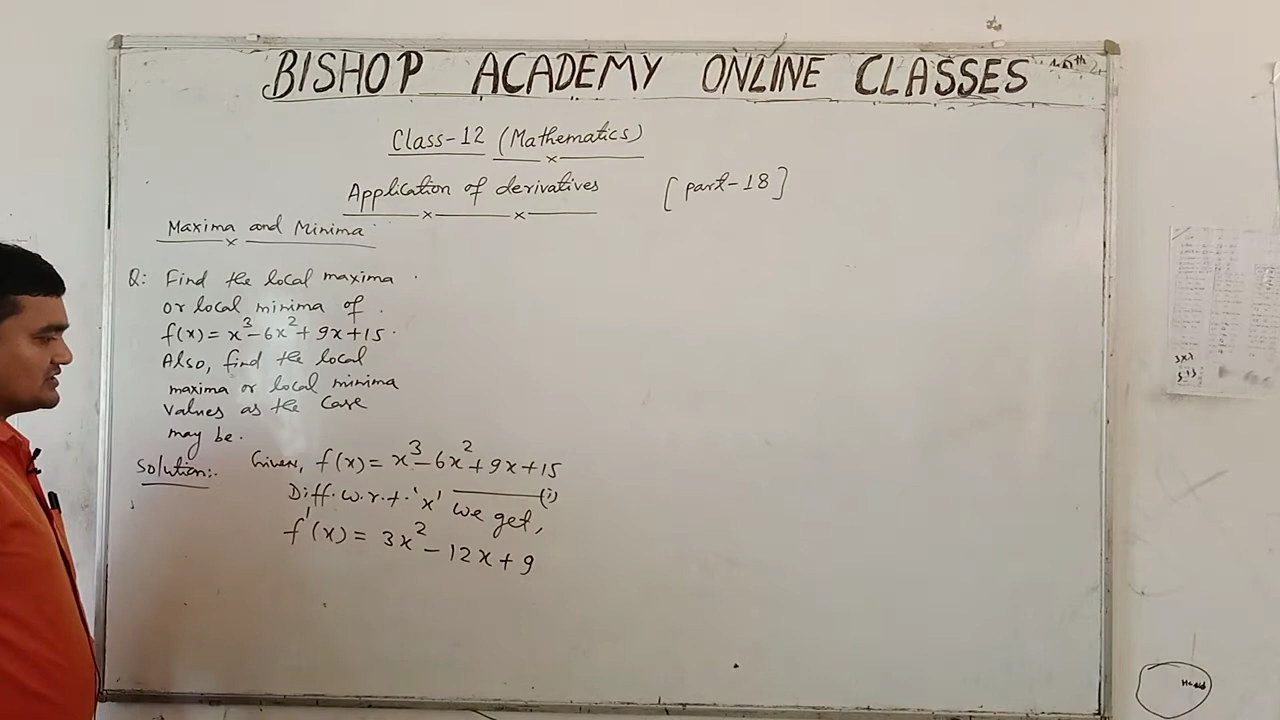 BISHOP ACADEMY ONLINE CLASSES
Class-12 (Mathematics)
Application of derivatives [part-18]
Maxima and Minima
Q: Find the local maxima
or local minima of
f(x) = x³-6x²+9x+15.
Also, find the local
maxima or local minima
values as the case
may be.
Solution:. Given, f(x) = x³-6x²+9x+15
(i)
Diff. w.r.t. 'x' we get,
f'(x) = 3x²-12x+9